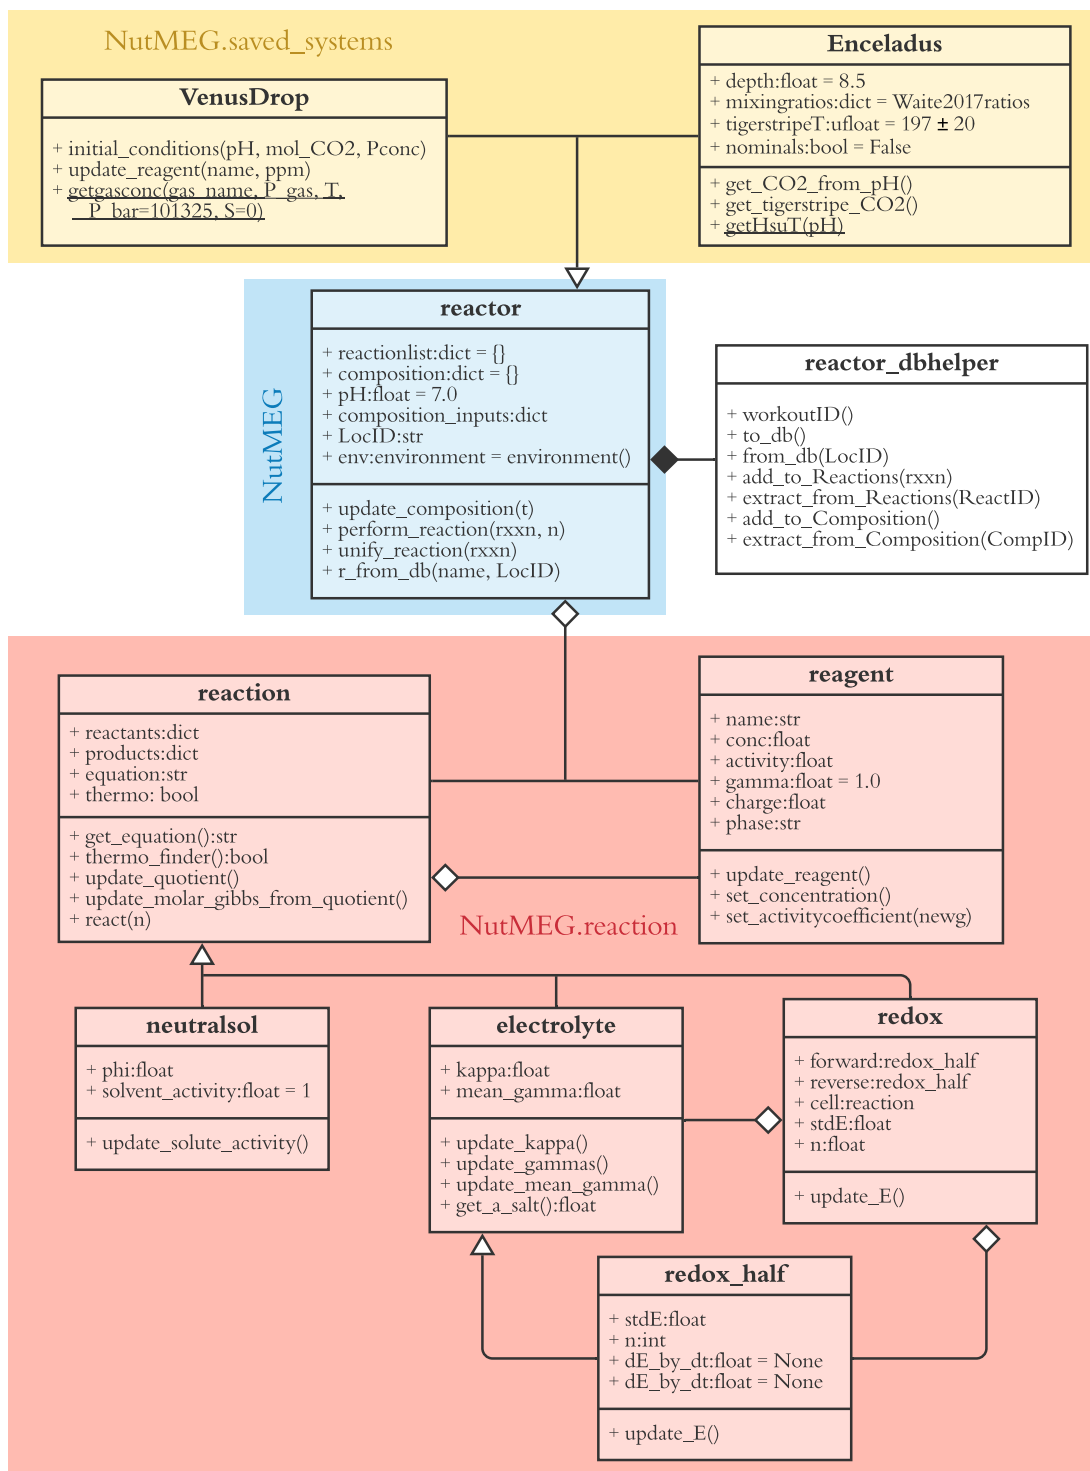 NutMEG.saved_systems
VenusDrop
+ initial_conditions(pH, mol_CO2, Pconc)
+ update_reagent(name, ppm)
+ getgasconc(gas_name, P_gas, T,
P_bar=101325, S=0)
Enceladus
+ depth:float = 8.5
+ mixingratios:dict = Waite2017ratios
+ tigerstripeT:ufloat = 197 ± 20
+ nominals:bool = False
+ get_CO2_from_pH()
+ get_tigerstripe_CO2()
+ getHsuT(pH)
NutMEG
reactor
+ reactionlist:dict = {}
+ composition:dict = {}
+ pH:float = 7.0
+ composition_inputs:dict
+ LocID:str
+ env:environment = environment()
+ update_composition(t)
+ perform_reaction(rxxn, n)
+ unify_reaction(rxxn)
+ r_from_db(name, LocID)
reactor_dbhelper
+ workoutID()
+ to_db()
+ from_db(LocID)
+ add_to_Reactions(rxxn)
+ extract_from_Reactions(ReactID)
+ add_to_Composition()
+ extract_from_Composition(CompID)
reaction
+ reactants:dict
+ products:dict
+ equation:str
+ thermo: bool
+ get_equation():str
+ thermo_finder():bool
+ update_quotient()
+ update_molar_gibbs_from_quotient()
+ react(n)
reagent
+ name:str
+ conc:float
+ activity:float
+ gamma:float = 1.0
+ charge:float
+ phase:str
+ update_reagent()
+ set_concentration()
+ set_activitycoefficient(newg)
NutMEG.reaction
neutralsol
+ phi:float
+ solvent_activity:float = 1
+ update_solute_activity()
electrolyte
+ kappa:float
+ mean_gamma:float
+ update_kappa()
+ update_gammas()
+ update_mean_gamma()
+ get_a_salt():float
redox
+ forward:redox_half
+ reverse:redox_half
+ cell:reaction
+ stdE:float
+ n:float
+ update_E()
redox_half
+ stdE:float
+ n:int
+ dE_by_dt:float = None
+ dE_by_dt:float = None
+ update_E()